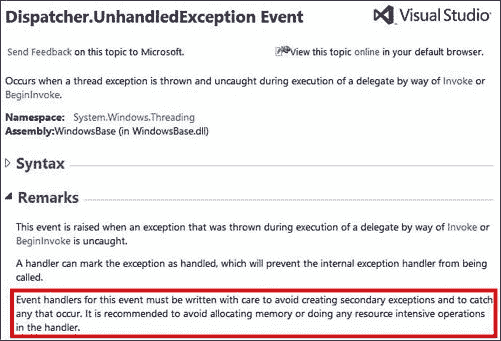 Dispatcher.UnhandledException Event
Visual Studio
Send Feedback on this topic to Microsoft.
View this topic online in your default browser.
Occurs when a thread exception is thrown and uncaught during execution of a delegate by way of Invoke or
BeginInvoke.
Namespace: System.Windows.Threading
Assembly:WindowsBase (in WindowsBase.dll)
Syntax
Remarks
This event is raised when an exception that was thrown during execution of a delegate by way of Invoke or
BeginInvoke is uncaught.
A handler can mark the exception as handled, which will prevent the internal exception handler from being
called.
Event handlers for this event must be written with care to avoid creating secondary exceptions and to catch
any that occur. It is recommended to avoid allocating memory or doing any resource intensive operations
in the handler.